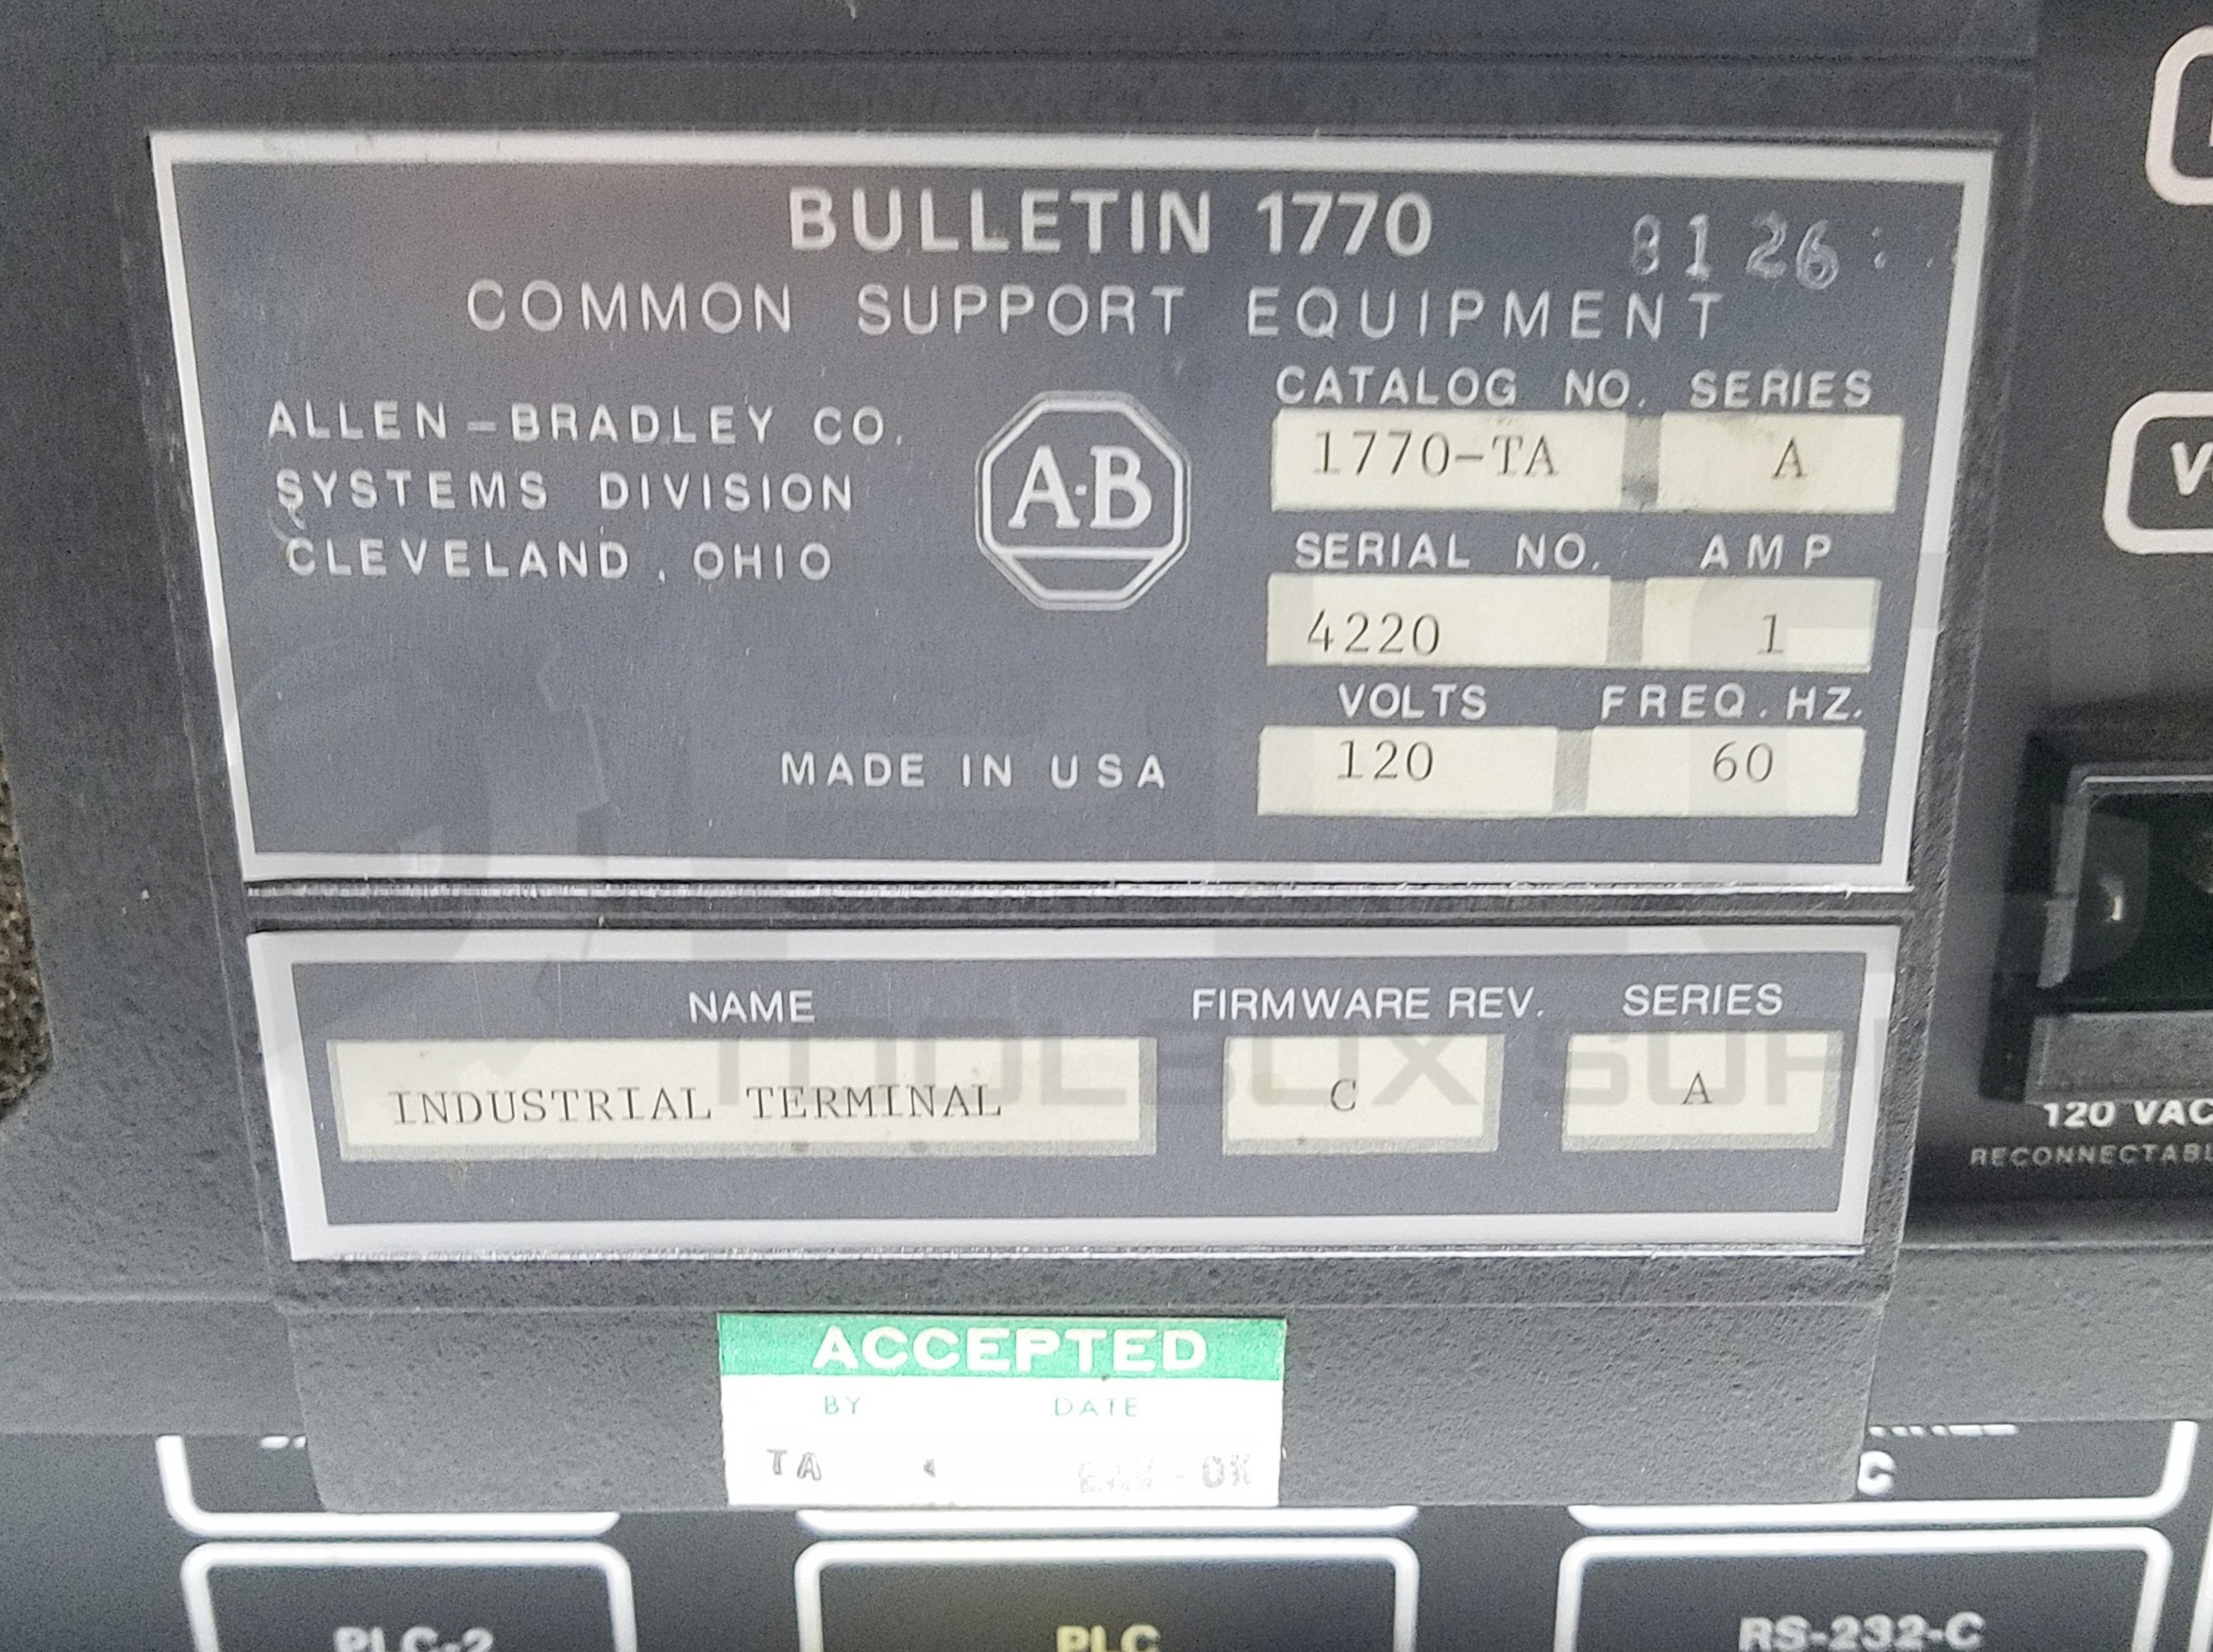 BULLETIN 1770
8126
COMMON SUPPORT EQUIPMENT
ALLEN-BRADLEY CO.
SYSTEMS DIVISION
CLEVELAND, OHIO
A-B
MADE IN USA
CATALOG NO. SERIES
1770-TA A
SERIAL NO. AMP
4220 1
VOLTS FREQ. HZ.
120 60
NAME FIRMWARE REV. SERIES
INDUSTRIAL TERMINAL C A
120 VAC
ACCEPTED
BY DATE
TA
C
PLC-2
PLC
RS-232-C
TOOLBOX